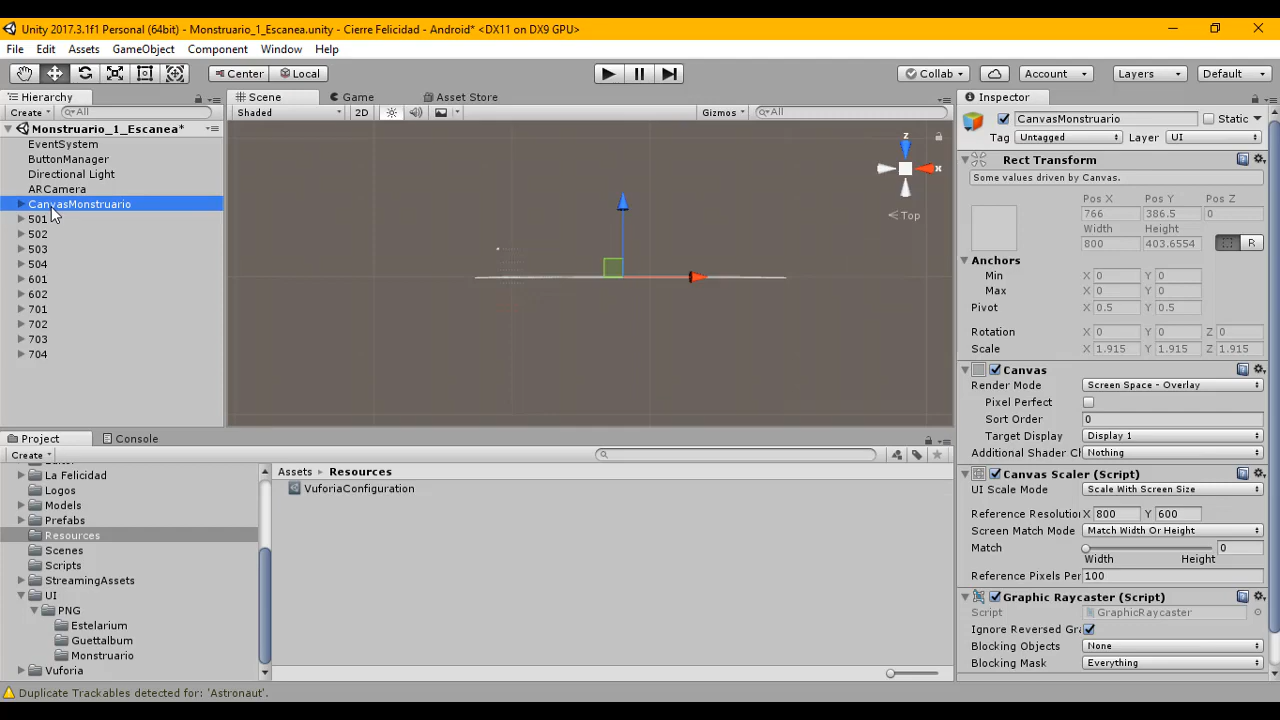 Unity 2017.3.1f1 Personal (64bit) - Monstruario_1_Escanea.unity - Cierre Felicidad - Android* <DX11 on DX9 GPU>
File Edit Assets GameObject Component Window Help
Center Local Collab Account Layers Default
Hierarchy Scene Game Asset Store Inspector
Create All Shaded 2D Gizmos All CanvasMonstruario Static
Monstruario_1_Escanea* Tag Untagged Layer UI
EventSystem
ButtonManager Rect Transform
Directional Light Some values driven by Canvas.
ARCamera z x
CanvasMonstruario Pos X Pos Y Pos Z
501 Top 766 386.5 0
502 Width Height
503 800 403.6554 R
504 Anchors
601 Min X 0 Y 0
602 Max X 0 Y 0
701 Pivot X 0.5 Y 0.5
702 Rotation X 0 Y 0 Z 0
703 Scale X 1.915 Y 1.915 Z 1.915
704
Canvas
Render Mode Screen Space - Overlay
Pixel Perfect
Sort Order 0
Project Console Target Display Display 1
Create Additional Shader Cl Nothing
Editor
La Felicidad Assets Resources Canvas Scaler (Script)
Logos VuforiaConfiguration UI Scale Mode Scale With Screen Size
Models Reference Resolution X 800 Y 600
Prefabs Screen Match Mode Match Width Or Height
Resources Match 0
Scenes Width Height
Scripts Reference Pixels Per 100
StreamingAssets
UI Graphic Raycaster (Script)
PNG Script GraphicRaycaster
Estelarium Ignore Reversed Gra
Guettalbum Blocking Objects None
Monstruario Blocking Mask Everything
Vuforia
Duplicate Trackables detected for: 'Astronaut'.